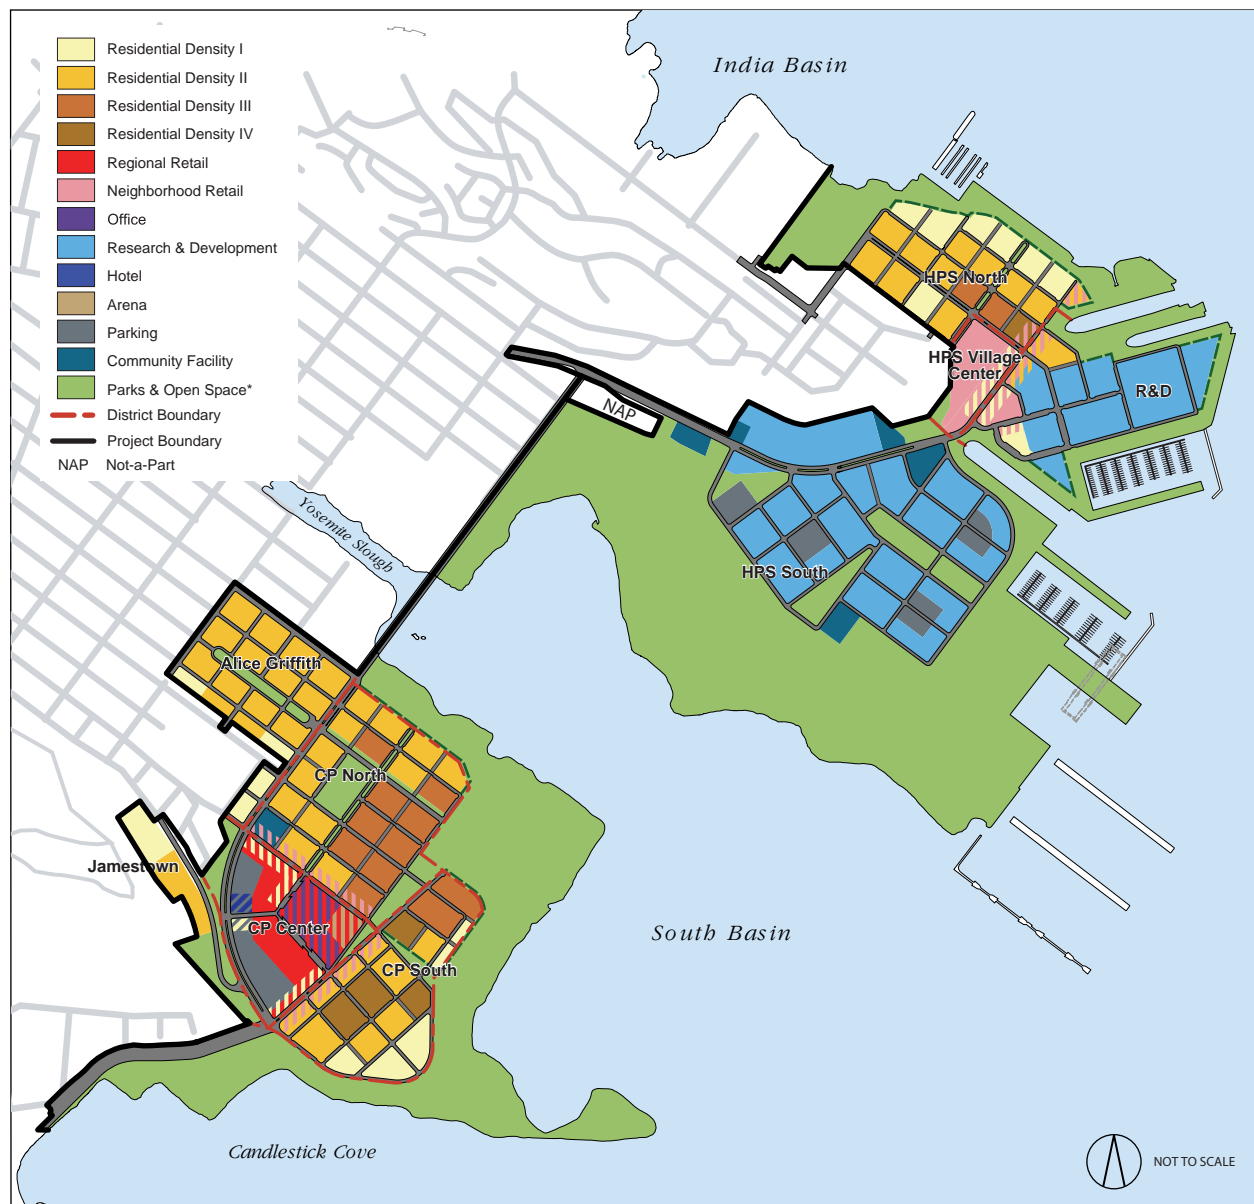 India Basin
Residential Density I
Residential Density II
Residential Density III
Residential Density IV
Regional Retail
Neighborhood Retail
Office
Research & Development
Hotel
Arena
Parking
Community Facility
Parks & Open Space*
District Boundary
Project Boundary
NAP Not-a-Part
HPS North
HPS Village
Center
R&D
NAP
Yosemite Slough
HPS South
Alice Griffith
CP North
Jamestown
CP Center
South Basin
CP South
Candlestick Cove
NOT TO SCALE